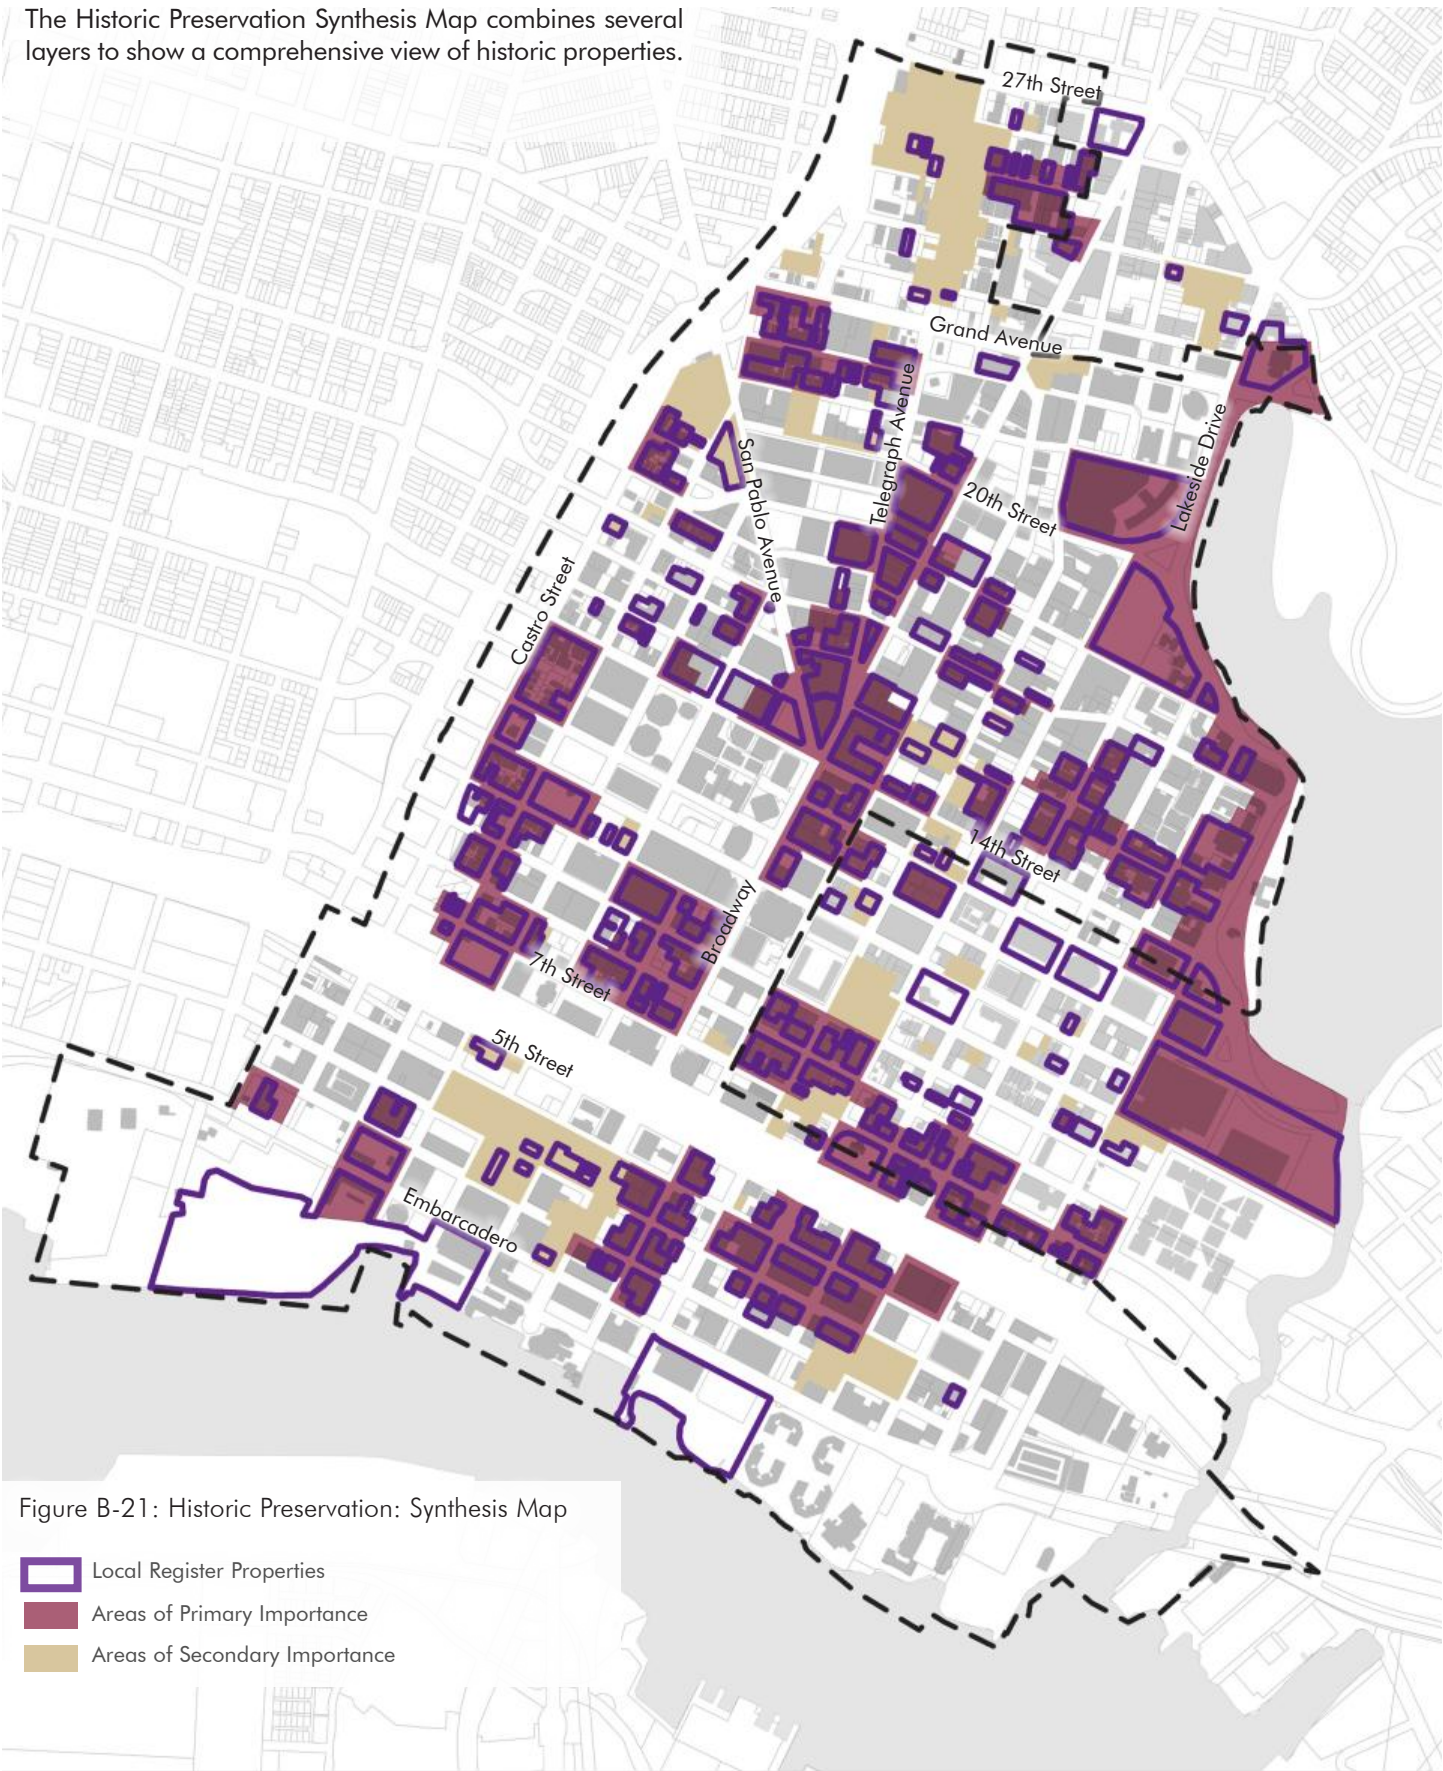 The Historic Preservation Synthesis Map combines several
layers to show a comprehensive view of historic properties.
27th Street
Grand Avenue
Telegraph Avenue
Lakeside Drive
San Pablo Avenue
20th Street
Castro Street
14th Street
Broadway
7th Street
5th Street
Embarcadero
Figure B-21: Historic Preservation: Synthesis Map
Local Register Properties
Areas of Primary Importance
Areas of Secondary Importance